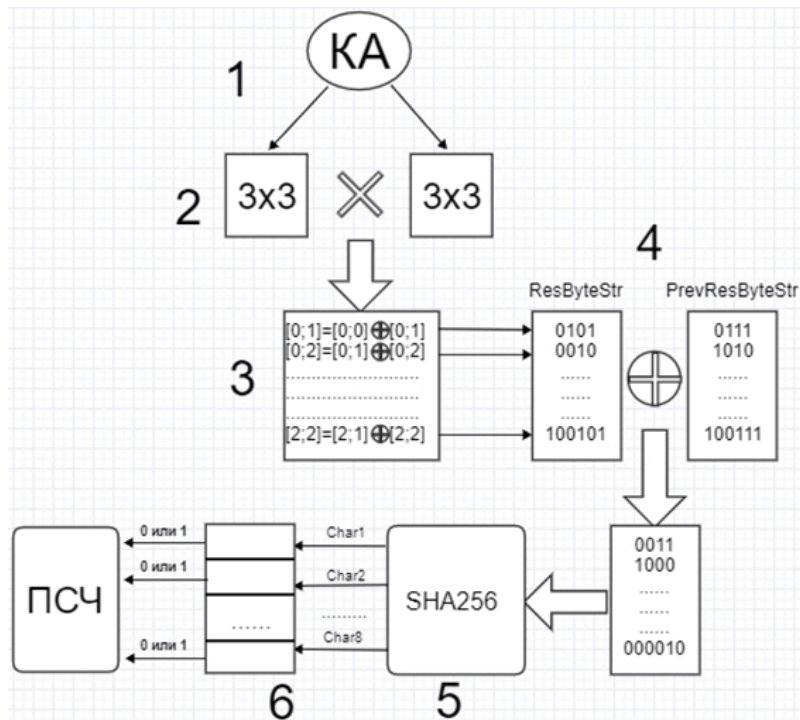 КА
1
2
3x3
3x3
4
ResByteStr
PrevResByteStr
3
[0;1]=[0;0]⊕[0;1]
[0;2]=[0;1]⊕[0;2]
..................................
..................................
..................................
[2;2]=[2;1]⊕[2;2]
0101
0010
......
......
......
100101
⊕
0111
1010
......
......
......
100111
0011
1000
......
......
......
000010
SHA256
5
Char1
Char2
.........
Char8
......
6
0 или 1
0 или 1
0 или 1
ПСЧ